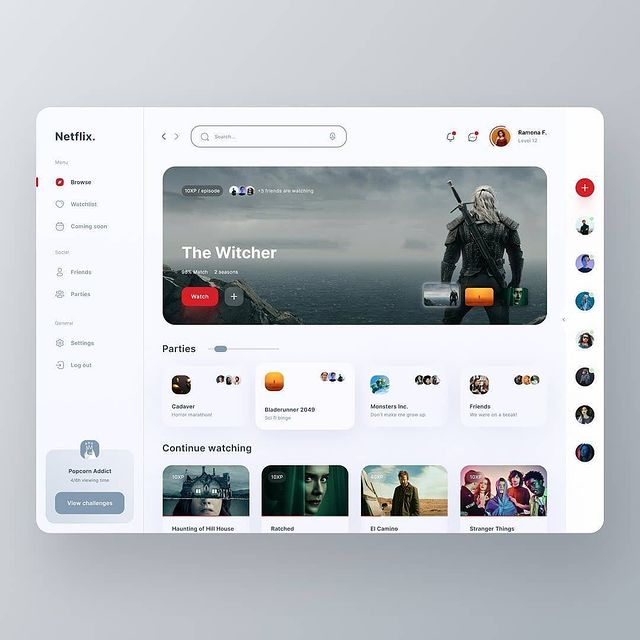 Netflix.
Menu
Browse
Watchlist
Coming soon
Social
Friends
Parties
General
Settings
Log out
Popcorn Addict
4/6h viewing time
View challenges
Search...
Ramona F.
Level 12
10XP / episode
+5 friends are watching
The Witcher
98% Match 2 seasons
Watch
Parties
Cadaver
Horror marathon!
Bladerunner 2049
Sci-fi binge
Monsters Inc.
Don't make me grow up.
Friends
We were on a break!
Continue watching
10XP
Haunting of Hill House
10XP
Ratched
El Camino
10XP
Stranger Things